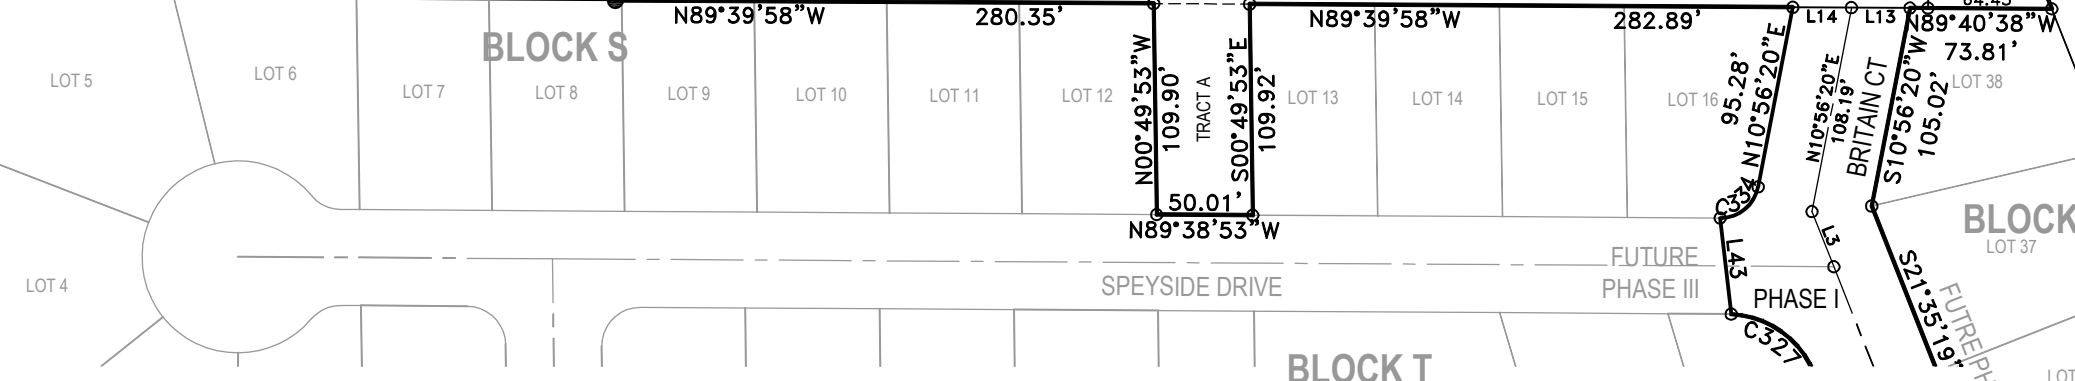 N89°39'58"W
280.35'
N89°39'58"W
282.89'
L14
L13
N89°40'38"W
73.81'
BLOCK S
LOT 5
LOT 6
LOT 7
LOT 8
LOT 9
LOT 10
LOT 11
LOT 12
N00°49'53"W
109.90'
TRACT A
S00°49'53"E
109.92'
LOT 13
LOT 14
LOT 15
LOT 16
95.28'
N10°56'20"E
N10°56'20"E
108.19'
BRITAIN CT
S10°56'20"W
105.02'
LOT 38
50.01'
N89°38'53"W
C334
L43
L3
BLOCK
LOT 37
LOT 4
SPEYSIDE DRIVE
FUTURE
PHASE III
PHASE I
C327
S21°35'19"
FUTRE PH
BLOCK T
LOT